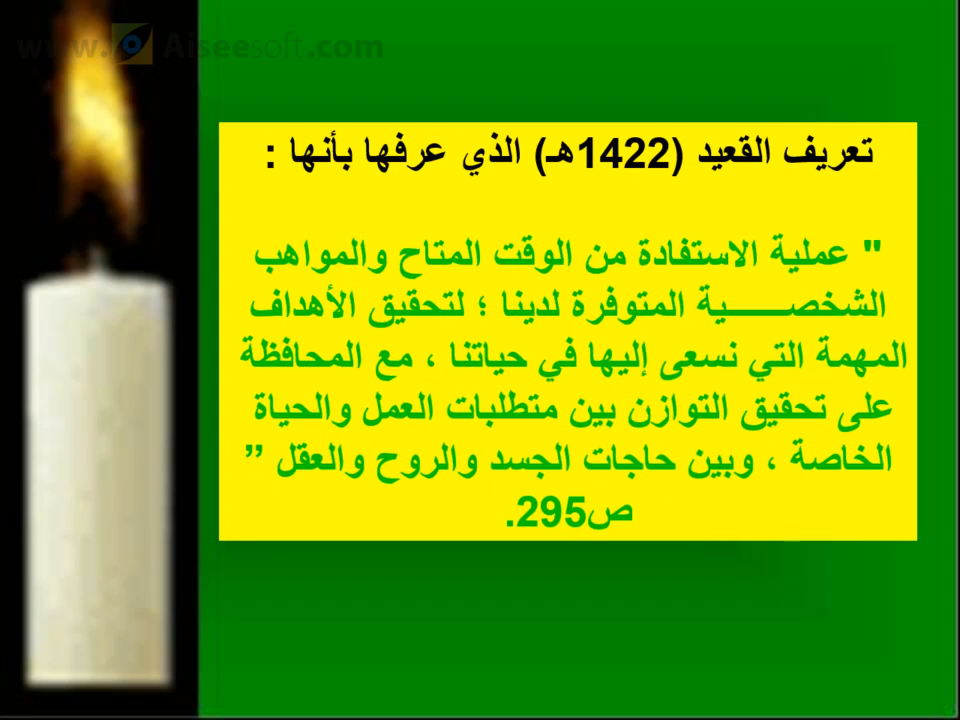 www.Aiseesoft.com
تعريف القعيد (1422هـ) الذي عرفها بأنها :
" عملية الاستفادة من الوقت المتاح والمواهب
الشخصـــــــية المتوفرة لدينا ؛ لتحقيق الأهداف
المهمة التي نسعى إليها في حياتنا ، مع المحافظة
على تحقيق التوازن بين متطلبات العمل والحياة
الخاصة ، وبين حاجات الجسد والروح والعقل ”
ص295.